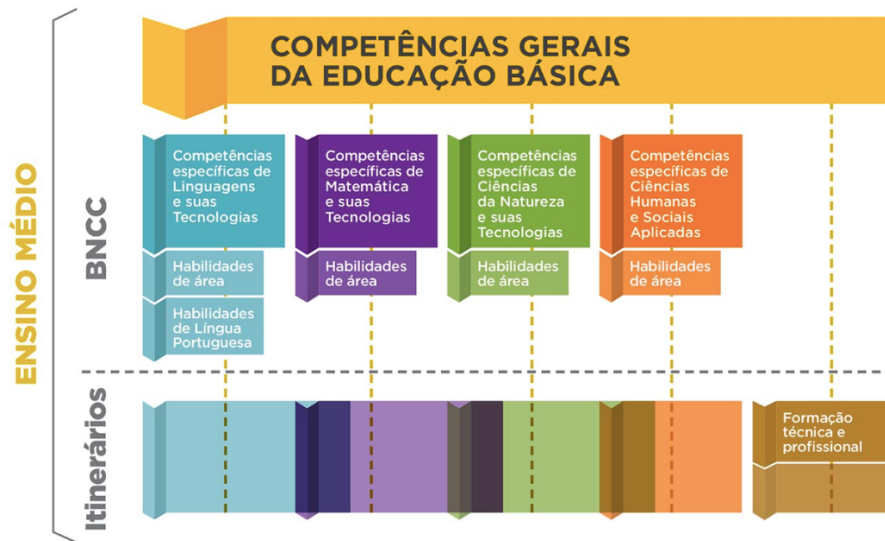 COMPETÊNCIAS GERAIS
DA EDUCAÇÃO BÁSICA
ENSINO MÉDIO
BNCC
Competências
específicas de
Linguagens
e suas
Tecnologias
Habilidades
de área
Habilidades
de Língua
Portuguesa
Competências
específicas de
Matemática
e suas
Tecnologias
Habilidades
de área
Competências
específicas de
Ciências
da Natureza
e suas
Tecnologias
Habilidades
de área
Competências
específicas de
Ciências
Humanas
e Sociais
Aplicadas
Habilidades
de área
Itinerários
Formação
técnica e
profissional